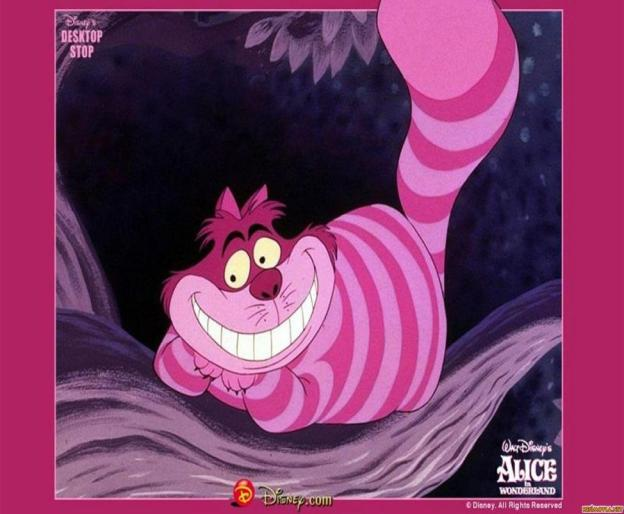 Disney's
DESKTOP
STOP
WALT DISNEY'S
ALICE
in
WONDERLAND
Disney.com
© Disney. All Rights Reserved